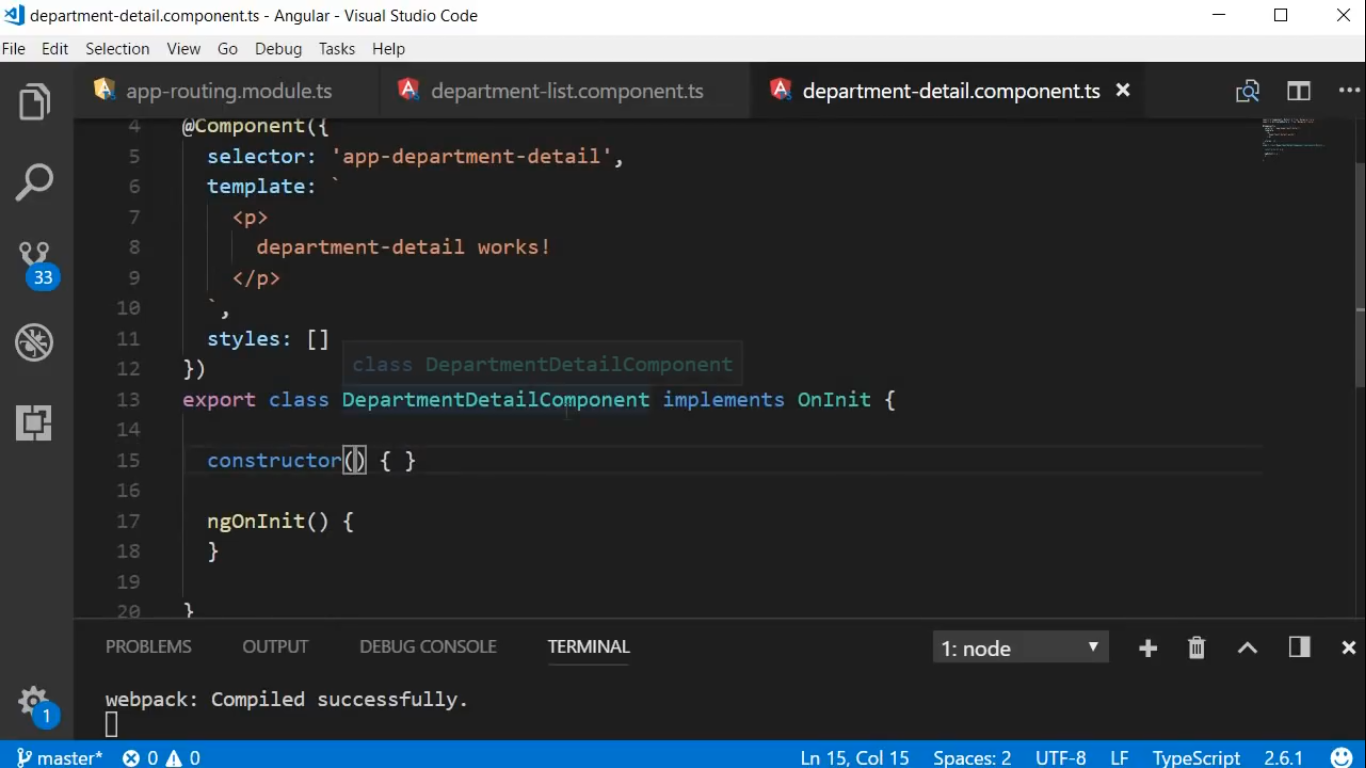 department-detail.component.ts - Angular - Visual Studio Code
File Edit Selection View Go Debug Tasks Help
app-routing.module.ts department-list.component.ts department-detail.component.ts
4 @Component({
5 selector: 'app-department-detail',
6 template: `
7 <p>
8 department-detail works!
9 </p>
10 `,
11 styles: []
class DepartmentDetailComponent
12 })
13 export class DepartmentDetailComponent implements OnInit {
14
15 constructor() { }
16
17 ngOnInit() {
18 }
19
20 }
33
PROBLEMS OUTPUT DEBUG CONSOLE TERMINAL 1: node
webpack: Compiled successfully.
1
master* 0 0 Ln 15, Col 15 Spaces: 2 UTF-8 LF TypeScript 2.6.1